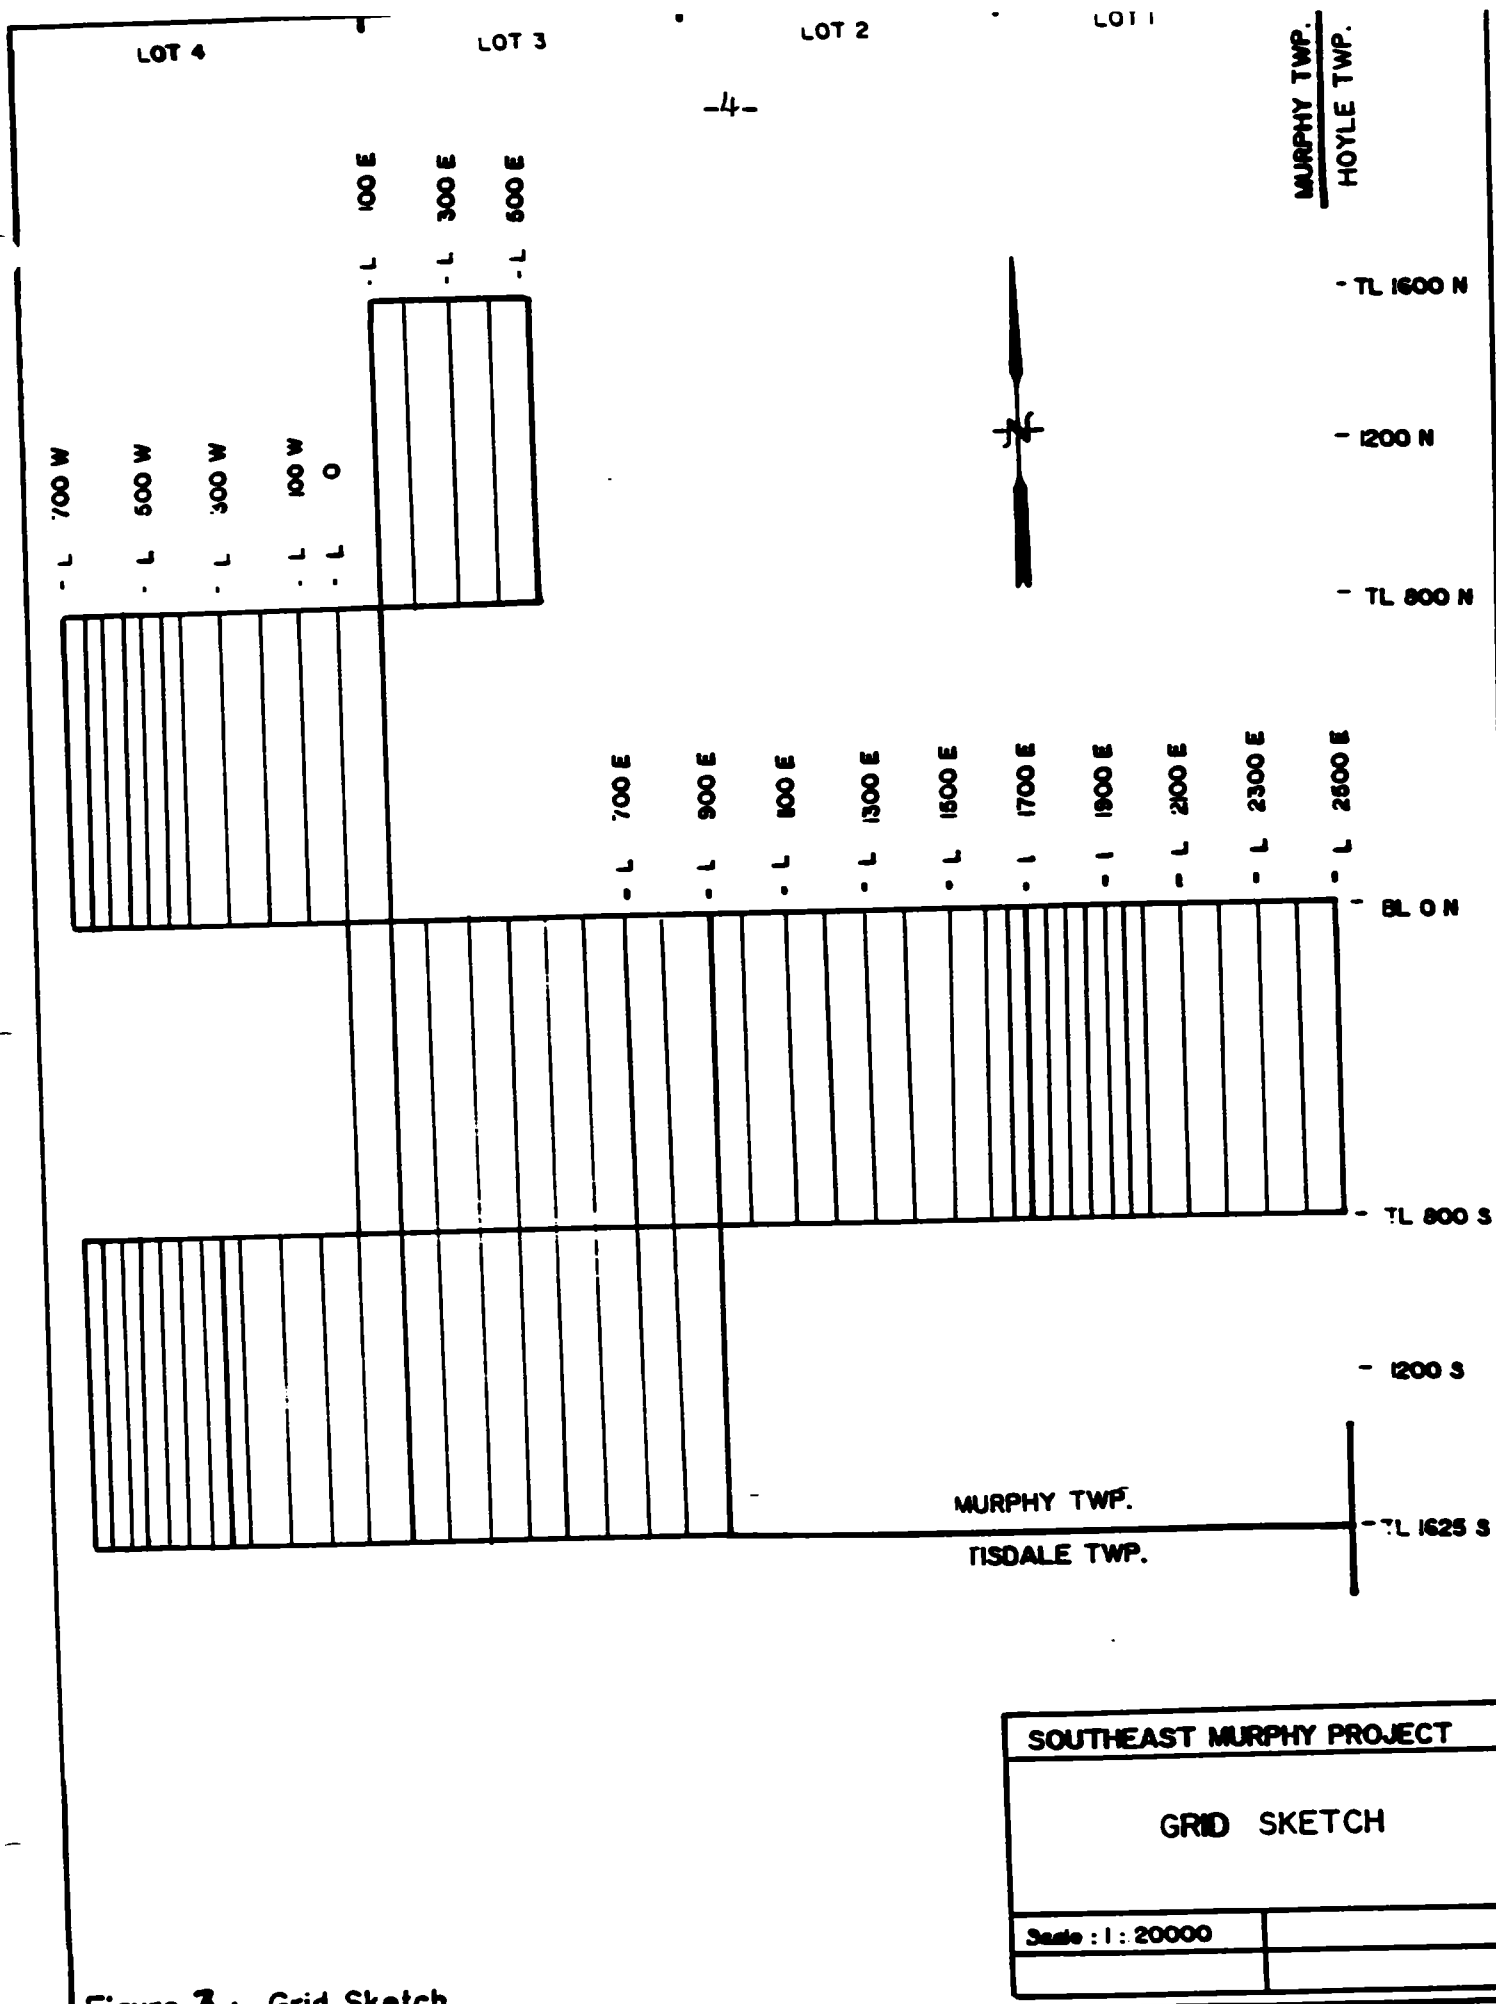 LOT 4
LOT 3
LOT 2
LOT 1
MURPHY TWP.
HOYLE TWP.
-4-
- L 100 E
- L 300 E
- L 500 E
- TL 1600 N
- 1200 N
- L 700 W
- L 500 W
- L 300 W
- L 100 W
- L 0
N
- TL 800 N
- L 700 E
- L 900 E
- L 1100 E
- L 1300 E
- L 1500 E
- L 1700 E
- L 1900 E
- L 2100 E
- L 2300 E
- L 2500 E
- BL 0 N
- TL 800 S
- 1200 S
MURPHY TWP.
- TL 1625 S
TISDALE TWP.
SOUTHEAST MURPHY PROJECT
GRID SKETCH
Scale : 1 : 20000
Figure 3 : Grid Sketch